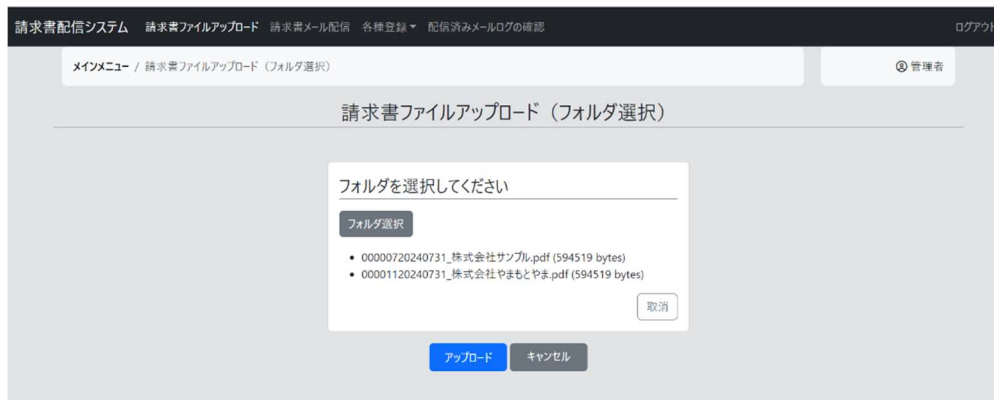 請求書配信システム 請求書ファイルアップロード 請求書メール配信 各種登録 配信済みメールログの確認 ログアウト
メインメニュー / 請求書ファイルアップロード（フォルダ選択） 管理者
請求書ファイルアップロード（フォルダ選択）
フォルダを選択してください
フォルダ選択
• 00000720240731_株式会社サンプル.pdf (594519 bytes)
• 00001120240731_株式会社やまもとやま.pdf (594519 bytes)
取消
アップロード キャンセル